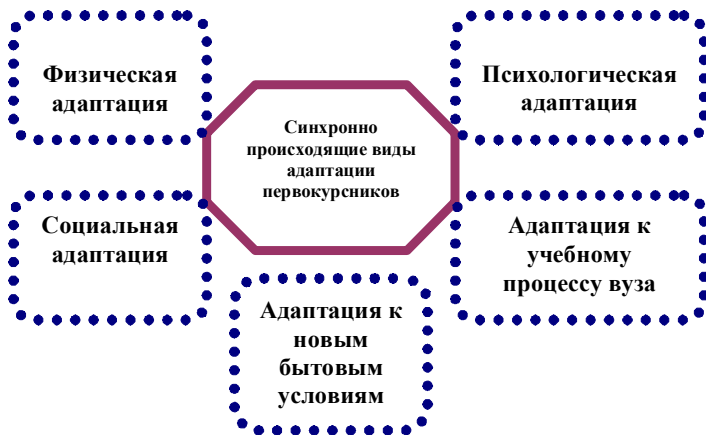 Физическая
адаптация
Психологическая
адаптация
Синхронно
происходящие виды
адаптации
первокурсников
Социальная
адаптация
Адаптация к
учебному
процессу вуза
Адаптация к
новым
бытовым
условиям